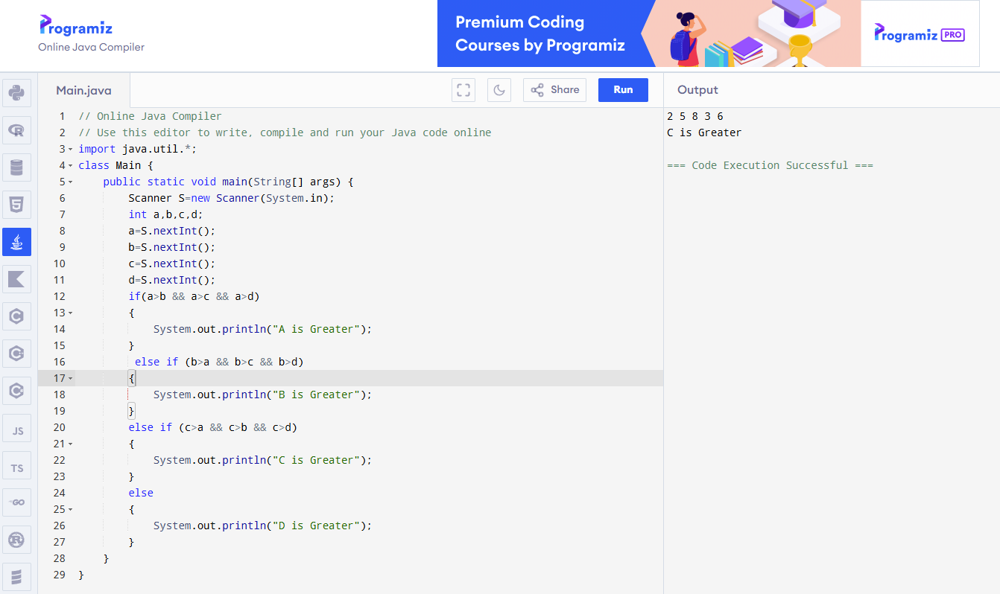 Programiz
Online Java Compiler
Premium Coding
Courses by Programiz
Programiz PRO
Main.java
Share
Run
Output
1 // Online Java Compiler
2 // Use this editor to write, compile and run your Java code online
3 import java.util.*;
4 class Main {
5     public static void main(String[] args) {
6         Scanner S=new Scanner(System.in);
7         int a,b,c,d;
8         a=S.nextInt();
9         b=S.nextInt();
10         c=S.nextInt();
11         d=S.nextInt();
12         if(a>b && a>c && a>d)
13         {
14             System.out.println("A is Greater");
15         }
16          else if (b>a && b>c && b>d)
17         {
18             System.out.println("B is Greater");
19         }
20         else if (c>a && c>b && c>d)
21         {
22             System.out.println("C is Greater");
23         }
24         else
25         {
26             System.out.println("D is Greater");
27         }
28     }
29 }
2 5 8 3 6
C is Greater
=== Code Execution Successful ===
R
5
C
C
C
JS
TS
GO
R